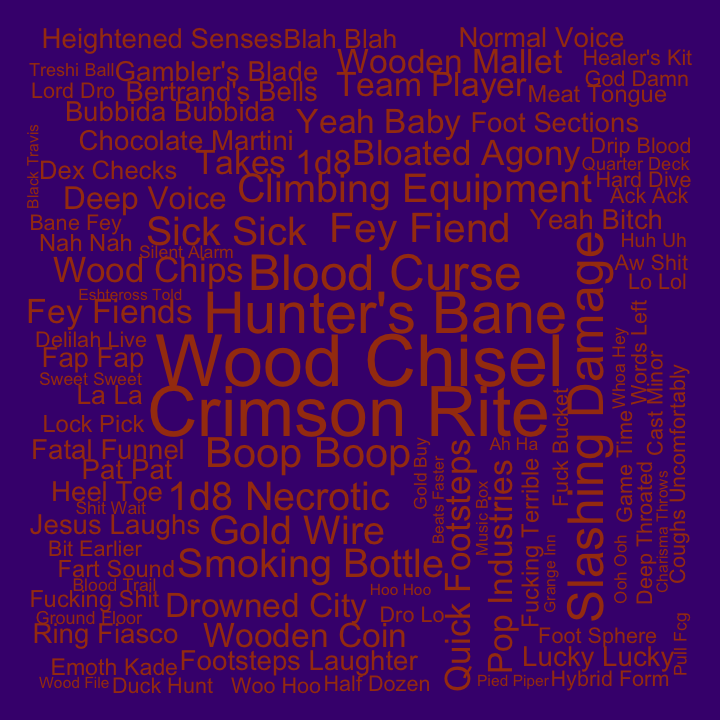 Heightened Senses
Blah Blah
Normal Voice
Wooden Mallet
Healer's Kit
Treshi Ball
Gambler's Blade
Team Player
God Damn
Lord Dro
Bertrand's Bells
Meat Tongue
Bubbida Bubbida
Yeah Baby
Foot Sections
Black Travis
Chocolate Martini
Takes 1d8
Bloated Agony
Drip Blood
Quarter Deck
Dex Checks
Hard Dive
Deep Voice
Climbing Equipment
Ack Ack
Bane Fey
Sick Sick
Fey Fiend
Yeah Bitch
Nah Nah
Silent Alarm
Huh Uh
Wood Chips
Blood Curse
Aw Shit
Lo Lol
Eshteross Told
Fey Fiends
Hunter's Bane
Slashing Damage
Words Left
Whoa Hey
Delilah Live
Fap Fap
Wood Chisel
Sweet Sweet
La La
Crimson Rite
Cast Minor
Coughs Uncomfortably
Lock Pick
Fuck Bucket
Game Time
Fatal Funnel
Boop Boop
Gold Buy
Quick Footsteps
Ah Ha
Pat Pat
Beats Faster
Music Box
Pop Industries
Fucking Terrible
Deep Throated
Charisma Throws
Heel Toe
1d8 Necrotic
Shit Wait
Jesus Laughs
Gold Wire
Grange Inn
Ooh Ooh
Bit Earlier
Fart Sound
Smoking Bottle
Blood Trail
Hoo Hoo
Fucking Shit
Drowned City
Dro Lo
Ground Floor
Ring Fiasco
Wooden Coin
Foot Sphere
Pull Fcg
Emoth Kade
Footsteps Laughter
Lucky Lucky
Wood File
Duck Hunt
Woo Hoo
Half Dozen
Pied Piper
Hybrid Form